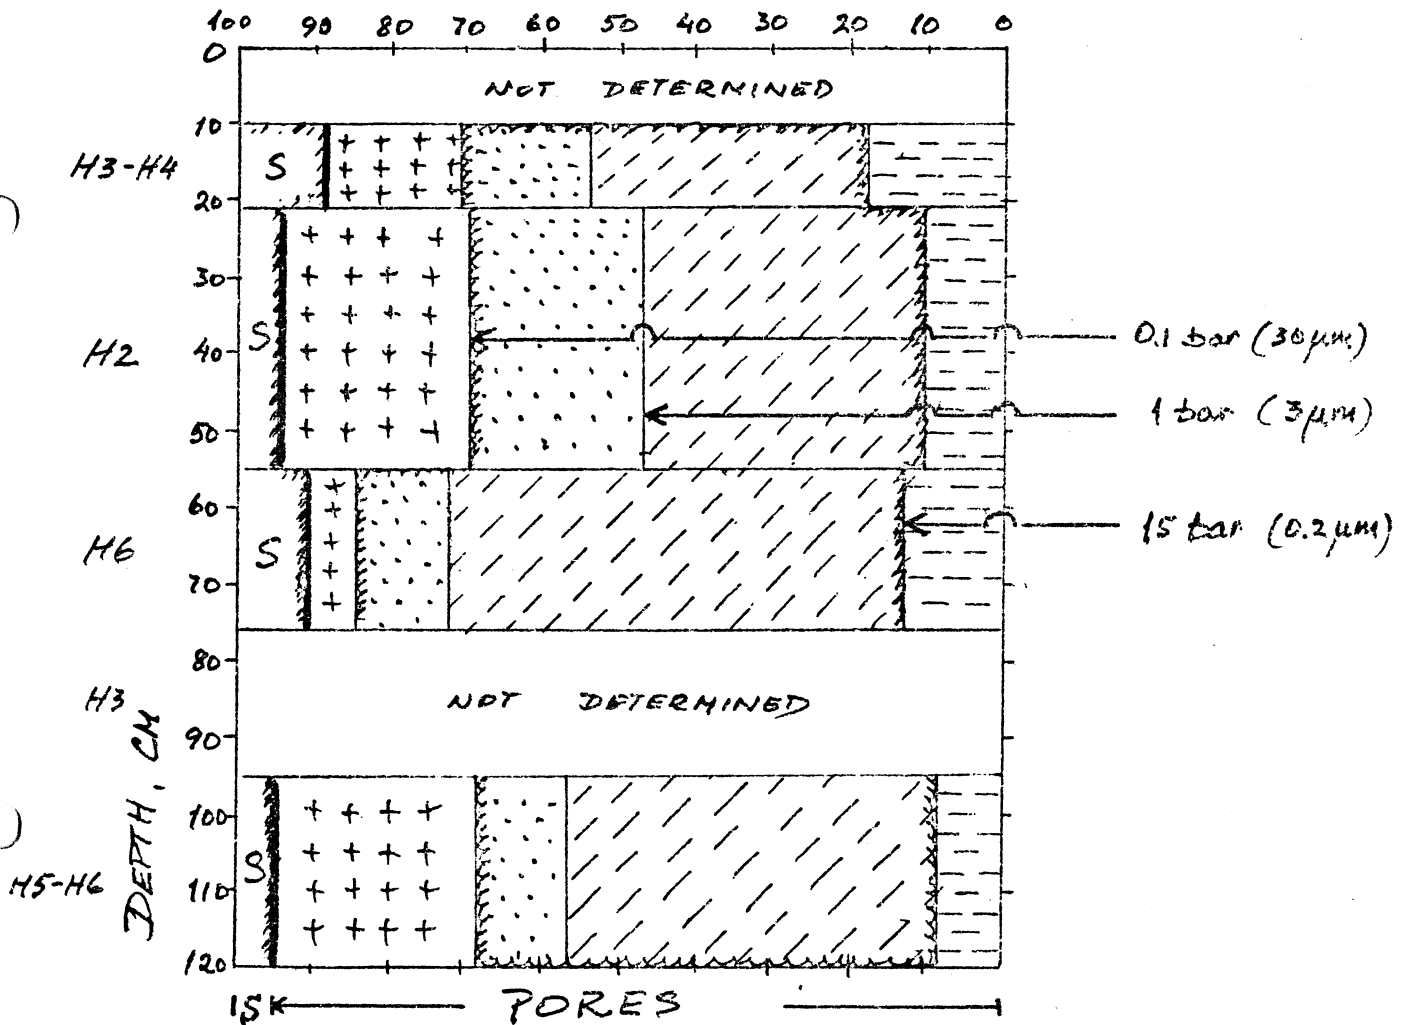 100 90 80 70 60 50 40 30 20 10 0
0
NOT DETERMINED
10
H3-H4 S
20
30
S 0.1 bar (30µm)
H2 40
1 bar (3µm)
50
60
15 bar (0.2µm)
H6 S
70
80
H3 NOT DETERMINED
90
100
S
H5-H6 110
120
DEPTH, CM
S PORES